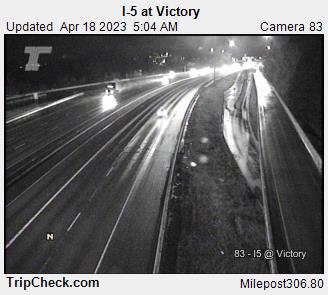 I-5 at Victory
Updated Apr 18 2023 5:04 AM Camera 83
T
N
83 - I5 @ Victory
TripCheck.com Milepost306.80